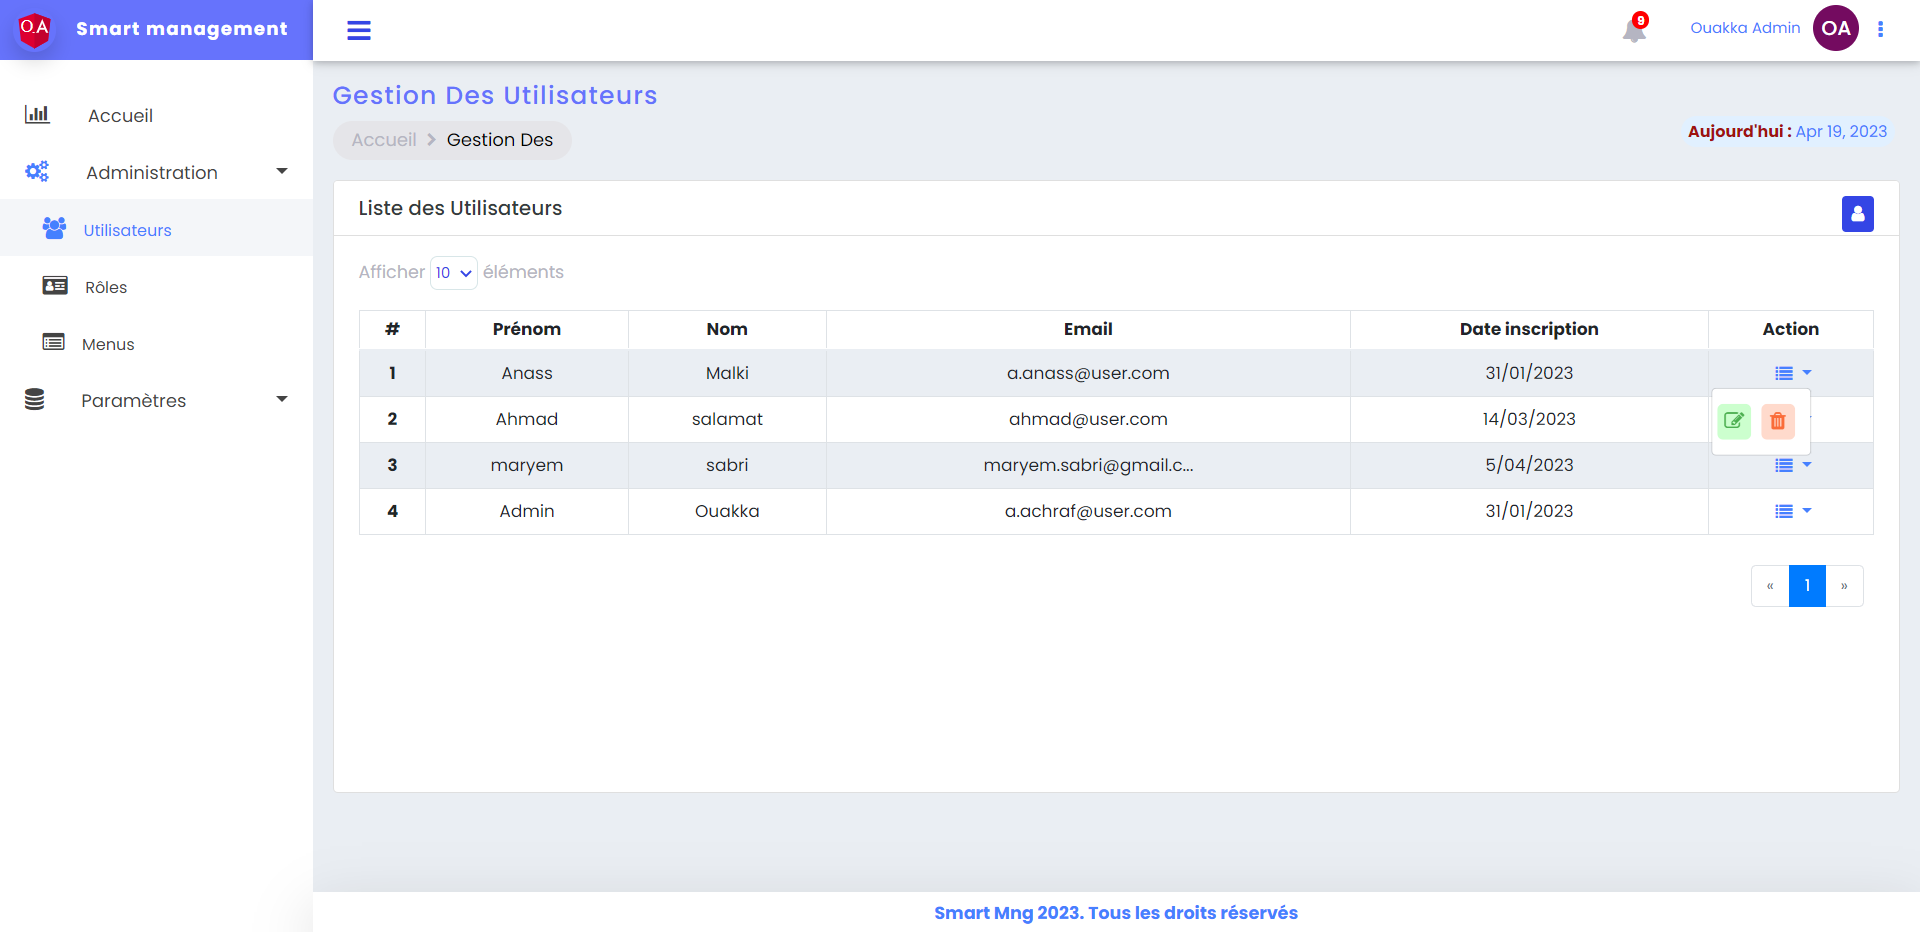 O.A Smart management
9
Ouakka Admin OA
Accueil
Administration
Utilisateurs
Rôles
Menus
Paramètres
Gestion Des Utilisateurs
Accueil Gestion Des
Aujourd'hui : Apr 19, 2023
Liste des Utilisateurs
Afficher 10 éléments
# Prénom Nom Email Date inscription Action
1 Anass Malki a.anass@user.com 31/01/2023
2 Ahmad salamat ahmad@user.com 14/03/2023
3 maryem sabri maryem.sabri@gmail.c... 5/04/2023
4 Admin Ouakka a.achraf@user.com 31/01/2023
« 1 »
Smart Mng 2023. Tous les droits réservés